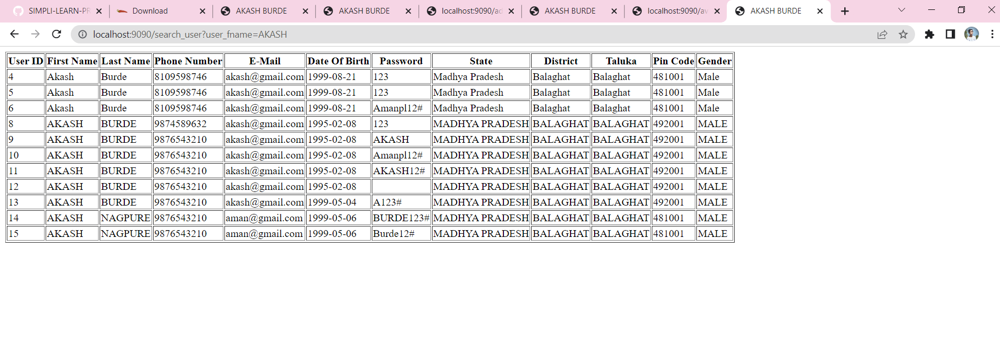 SIMPLI-LEARN-PR Download AKASH BURDE AKASH BURDE localhost:9090/ad AKASH BURDE localhost:9090/av AKASH BURDE
localhost:9090/search_user?user_fname=AKASH
User ID First Name Last Name Phone Number E-Mail Date Of Birth Password State District Taluka Pin Code Gender
4 Akash Burde 8109598746 akash@gmail.com 1999-08-21 123 Madhya Pradesh Balaghat Balaghat 481001 Male
5 Akash Burde 8109598746 akash@gmail.com 1999-08-21 123 Madhya Pradesh Balaghat Balaghat 481001 Male
6 Akash Burde 8109598746 akash@gmail.com 1999-08-21 Amanpl12# Madhya Pradesh Balaghat Balaghat 481001 Male
8 AKASH BURDE 9874589632 akash@gmail.com 1995-02-08 123 MADHYA PRADESH BALAGHAT BALAGHAT 492001 MALE
9 AKASH BURDE 9876543210 akash@gmail.com 1995-02-08 AKASH MADHYA PRADESH BALAGHAT BALAGHAT 492001 MALE
10 AKASH BURDE 9876543210 akash@gmail.com 1995-02-08 Amanpl12# MADHYA PRADESH BALAGHAT BALAGHAT 492001 MALE
11 AKASH BURDE 9876543210 akash@gmail.com 1995-02-08 AKASH12# MADHYA PRADESH BALAGHAT BALAGHAT 492001 MALE
12 AKASH BURDE 9876543210 akash@gmail.com 1995-02-08 MADHYA PRADESH BALAGHAT BALAGHAT 492001 MALE
13 AKASH BURDE 9876543210 akash@gmail.com 1999-05-04 A123# MADHYA PRADESH BALAGHAT BALAGHAT 492001 MALE
14 AKASH NAGPURE 9876543210 aman@gmail.com 1999-05-06 BURDE123# MADHYA PRADESH BALAGHAT BALAGHAT 481001 MALE
15 AKASH NAGPURE 9876543210 aman@gmail.com 1999-05-06 Burde12# MADHYA PRADESH BALAGHAT BALAGHAT 481001 MALE